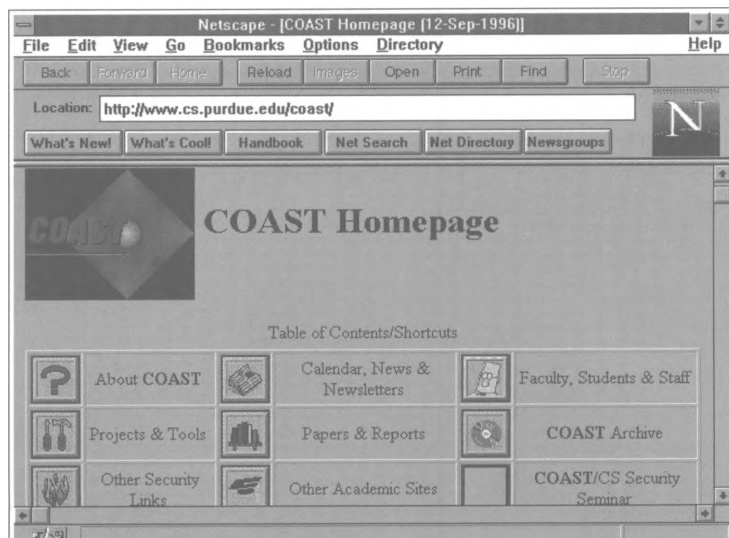 Netscape - [COAST Homepage (12-Sep-1996)]
File Edit View Go Bookmarks Options Directory Help
Back Forward Home Reload Images Open Print Find Stop
Location: http://www.cs.purdue.edu/coast/
N
What's New! What's Cool! Handbook Net Search Net Directory Newsgroups
COAST
COAST Homepage
Table of Contents/Shortcuts
About COAST
Calendar, News &
Newsletters
Faculty, Students & Staff
Projects & Tools
Papers & Reports
COAST Archive
Other Security
Links
Other Academic Sites
COAST/CS Security
Seminar